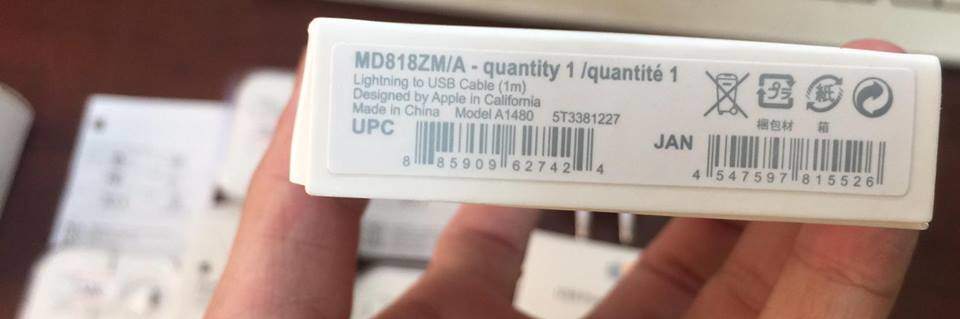 MD818ZM/A - quantity 1 /quantité 1
Lightning to USB Cable (1m)
Designed by Apple in California
Made in China Model A1480 5T3381227
UPC
8 85909 62742 4
JAN
4 547597 815526
プラ
紙
梱包材
箱